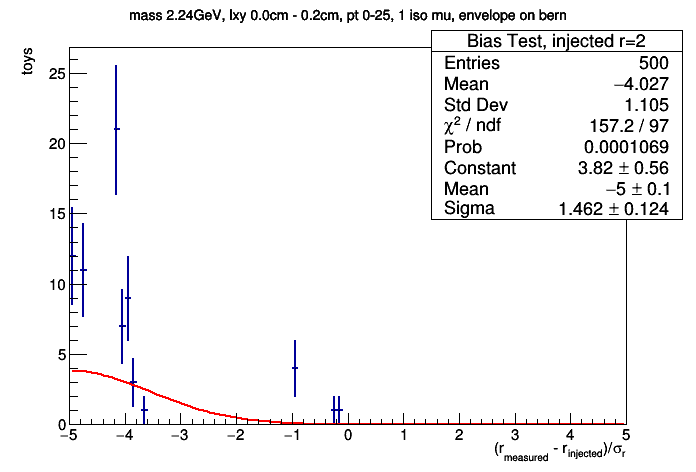 mass 2.24GeV, lxy 0.0cm - 0.2cm, pt 0-25, 1 iso mu, envelope on bern
toys
Bias Test, injected r=2
Entries 500
Mean −4.027
Std Dev 1.105
χ² / ndf 157.2 / 97
Prob 0.0001069
Constant 3.82 ± 0.56
Mean −5 ± 0.1
Sigma 1.462 ± 0.124
25
20
15
10
5
0
−5 −4 −3 −2 −1 0 1 2 3 4 5
(r_measured - r_injected)/σ_r